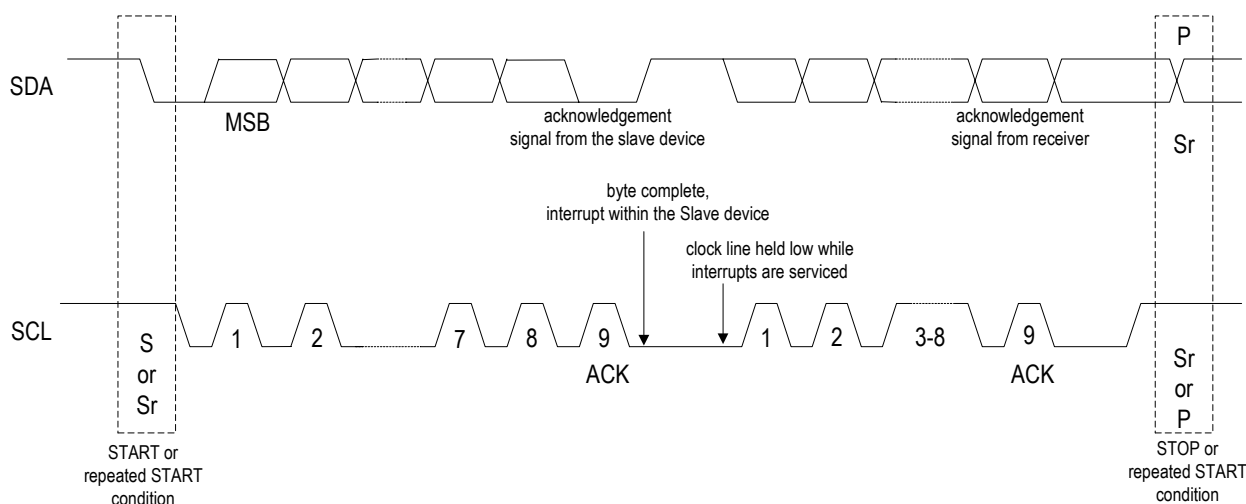 P
SDA
MSB
acknowledgement
signal from the slave device
acknowledgement
signal from receiver
Sr
byte complete,
interrupt within the Slave device
clock line held low while
interrupts are serviced
SCL
1
2
7
8
9
1
2
3-8
9
ACK
ACK
S
or
Sr
Sr
or
P
START or
repeated START
condition
STOP or
repeated START
condition